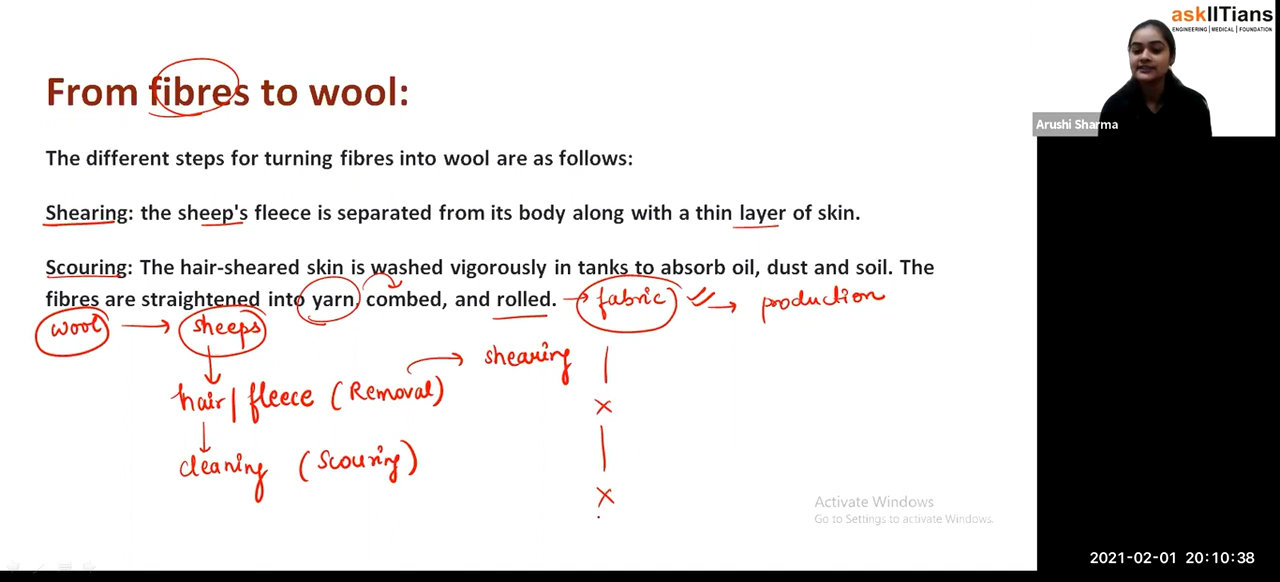 askIITians
ENGINEERING | MEDICAL | FOUNDATION
From fibres to wool:
Arushi Sharma
The different steps for turning fibres into wool are as follows:
Shearing: the sheep's fleece is separated from its body along with a thin layer of skin.
Scouring: The hair-sheared skin is washed vigorously in tanks to absorb oil, dust and soil. The
fibres are straightened into yarn, combed, and rolled. → fabric → production
wool → sheeps
shearing
hair/fleece (Removal)
cleaning (Scouring)
Activate Windows
Go to Settings to activate Windows.
2021-02-01 20:10:38